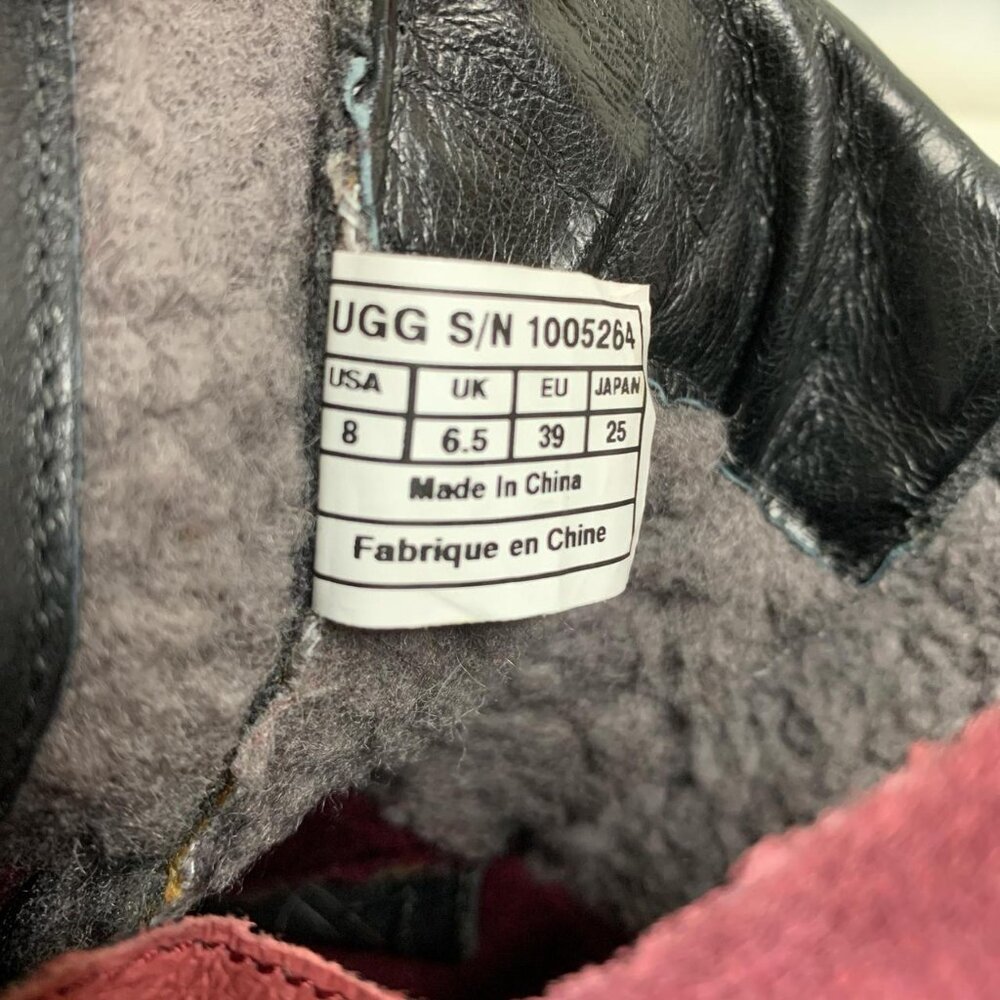 UGG S/N 1005264
USA UK EU JAPAN
8 6.5 39 25
Made In China
Fabrique en Chine